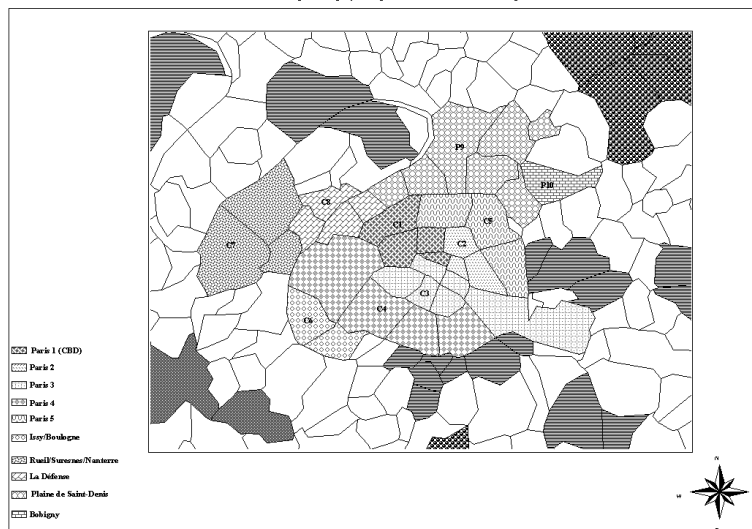 P9
P10
C8
C1
C5
C7
C2
C3
C4
C6
Paris 1 (CBD)
Paris 2
Paris 3
Paris 4
Paris 5
Issy/Boulogne
Rueil/Suresnes/Nanterre
La Défense
Plaine de Saint-Denis
Bobigny
N